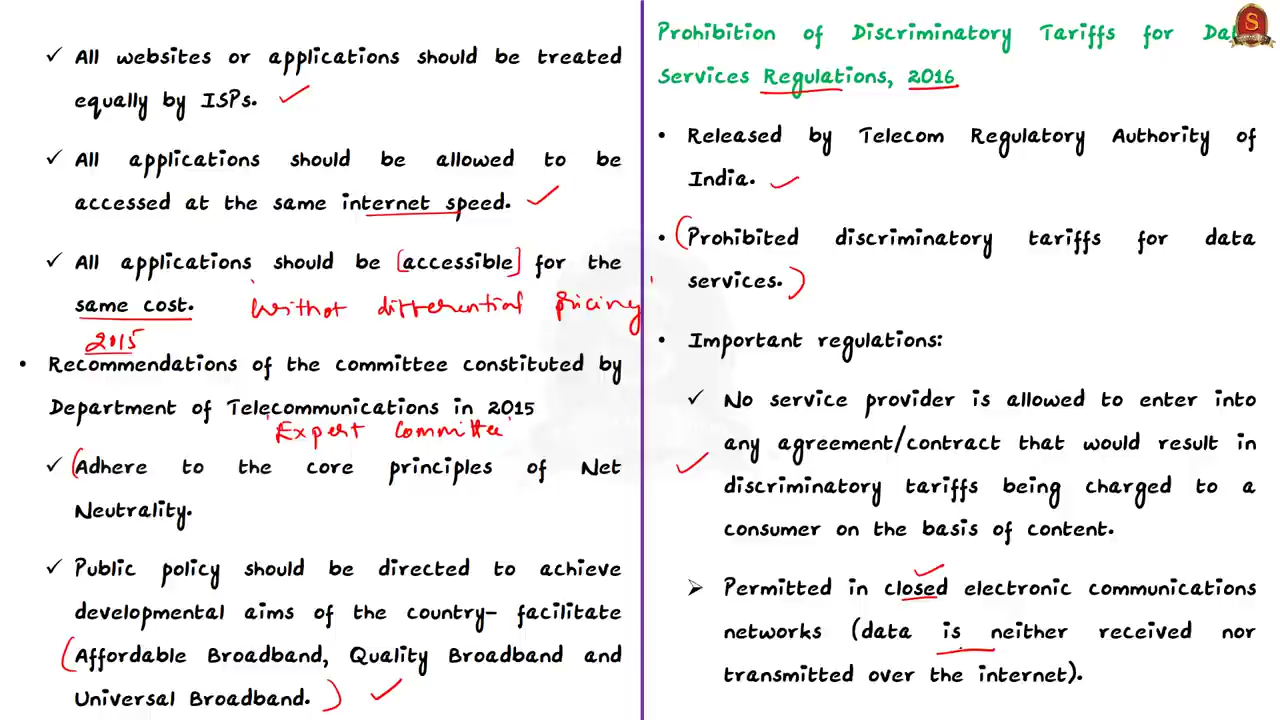 ✓ All websites or applications should be treated
equally by ISPs.
✓ All applications should be allowed to be
accessed at the same internet speed.
✓ All applications should be [accessible] for the
same cost. 'Withot differential pricing'
2015
• Recommendations of the committee constituted by
Department of Telecommunications in 2015
'Expert Committee'
✓ (Adhere to the core principles of Net
Neutrality.
✓ Public policy should be directed to achieve
developmental aims of the country- facilitate
(Affordable Broadband, Quality Broadband and
Universal Broadband.)
Prohibition of Discriminatory Tariffs for
Services Regulations, 2016
• Released by Telecom Regulatory Authority of
India.
• (Prohibited discriminatory tariffs for data
services.)
• Important regulations:
✓ No service provider is allowed to enter into
any agreement/contract that would result in
discriminatory tariffs being charged to a
consumer on the basis of content.
➢ Permitted in closed electronic communications
networks (data is neither received nor
transmitted over the internet).
S